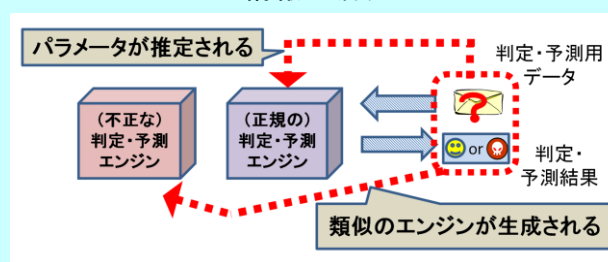 パラメータが推定される
判定・予測用
データ
(不正な)
判定・予測
エンジン
(正規の)
判定・予測
エンジン
?
or
判定・
予測結果
類似のエンジンが生成される